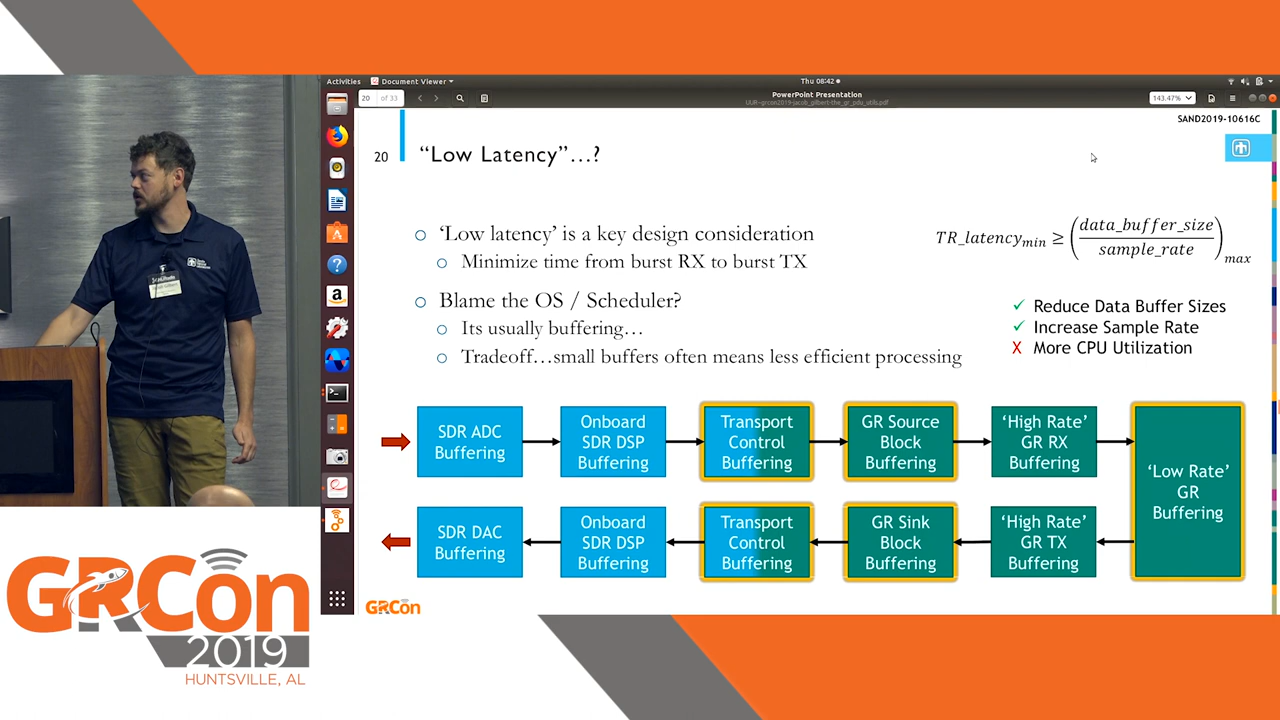 Activities
Document Viewer
Thu 08:42
20 of 33
PowerPoint Presentation
143.47%
SAND2019-10616C
20
“Low Latency”…?
‘Low latency’ is a key design consideration
Minimize time from burst RX to burst TX
Blame the OS / Scheduler?
Its usually buffering…
Tradeoff…small buffers often means less efficient processing
TR_latency_min ≥ (data_buffer_size / sample_rate)_max
✓ Reduce Data Buffer Sizes
✓ Increase Sample Rate
X More CPU Utilization
SDR ADC
Buffering
Onboard
SDR DSP
Buffering
Transport
Control
Buffering
GR Source
Block
Buffering
‘High Rate’
GR RX
Buffering
‘Low Rate’
GR
Buffering
SDR DAC
Buffering
Onboard
SDR DSP
Buffering
Transport
Control
Buffering
GR Sink
Block
Buffering
‘High Rate’
GR TX
Buffering
GRCon
GRCon
2019
HUNTSVILLE, AL